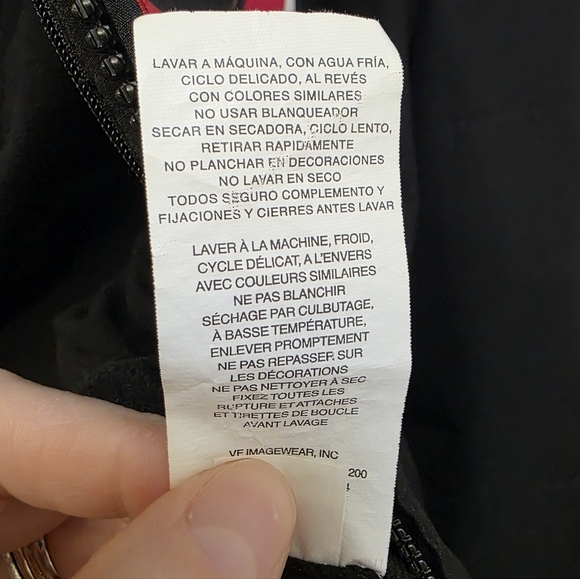 LAVAR A MÁQUINA, CON AGUA FRÍA,
CICLO DELICADO, AL REVÉS
CON COLORES SIMILARES
NO USAR BLANQUEADOR
SECAR EN SECADORA, CICLO LENTO,
RETIRAR RAPIDAMENTE
NO PLANCHAR EN DECORACIONES
NO LAVAR EN SECO
TODOS SEGURO COMPLEMENTO Y
FIJACIONES Y CIERRES ANTES LAVAR
LAVER À LA MACHINE, FROID,
CYCLE DÉLICAT, A L'ENVERS
AVEC COULEURS SIMILAIRES
NE PAS BLANCHIR
SÉCHAGE PAR CULBUTAGE,
À BASSE TEMPÉRATURE,
ENLEVER PROMPTEMENT
NE PAS REPASSER SUR
LES DÉCORATIONS
NE PAS NETTOYER À SEC
FIXEZ TOUTES LES
RUPTURE ET ATTACHES
ET TIRETTES DE BOUCLE
AVANT LAVAGE
VF IMAGEWEAR, INC
200